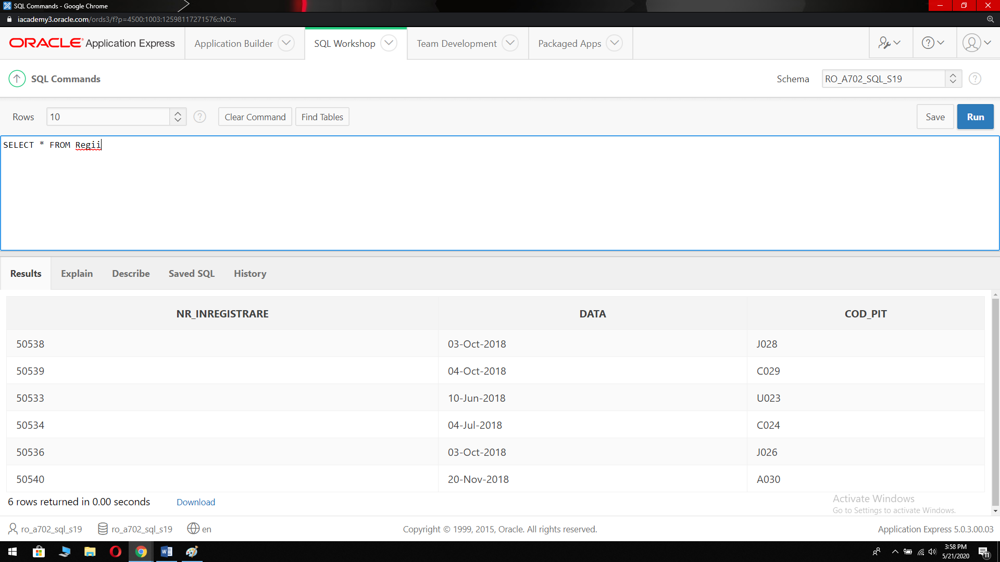 SQL Commands - Google Chrome
iacademy3.oracle.com/ords3/f?p=4500:1003:12598117271576::NO:::
ORACLE Application Express Application Builder SQL Workshop Team Development Packaged Apps
SQL Commands Schema RO_A702_SQL_S19
Rows 10 Clear Command Find Tables Save Run
SELECT * FROM Regii
Results Explain Describe Saved SQL History
NR_INREGISTRARE DATA COD_PIT
50538 03-Oct-2018 J028
50539 04-Oct-2018 C029
50533 10-Jun-2018 U023
50534 04-Jul-2018 C024
50536 03-Oct-2018 J026
50540 20-Nov-2018 A030
6 rows returned in 0.00 seconds Download
Activate Windows
Go to Settings to activate Windows.
ro_a702_sql_s19 ro_a702_sql_s19 en Copyright © 1999, 2015, Oracle. All rights reserved. Application Express 5.0.3.00.03
3:58 PM
5/21/2020
11